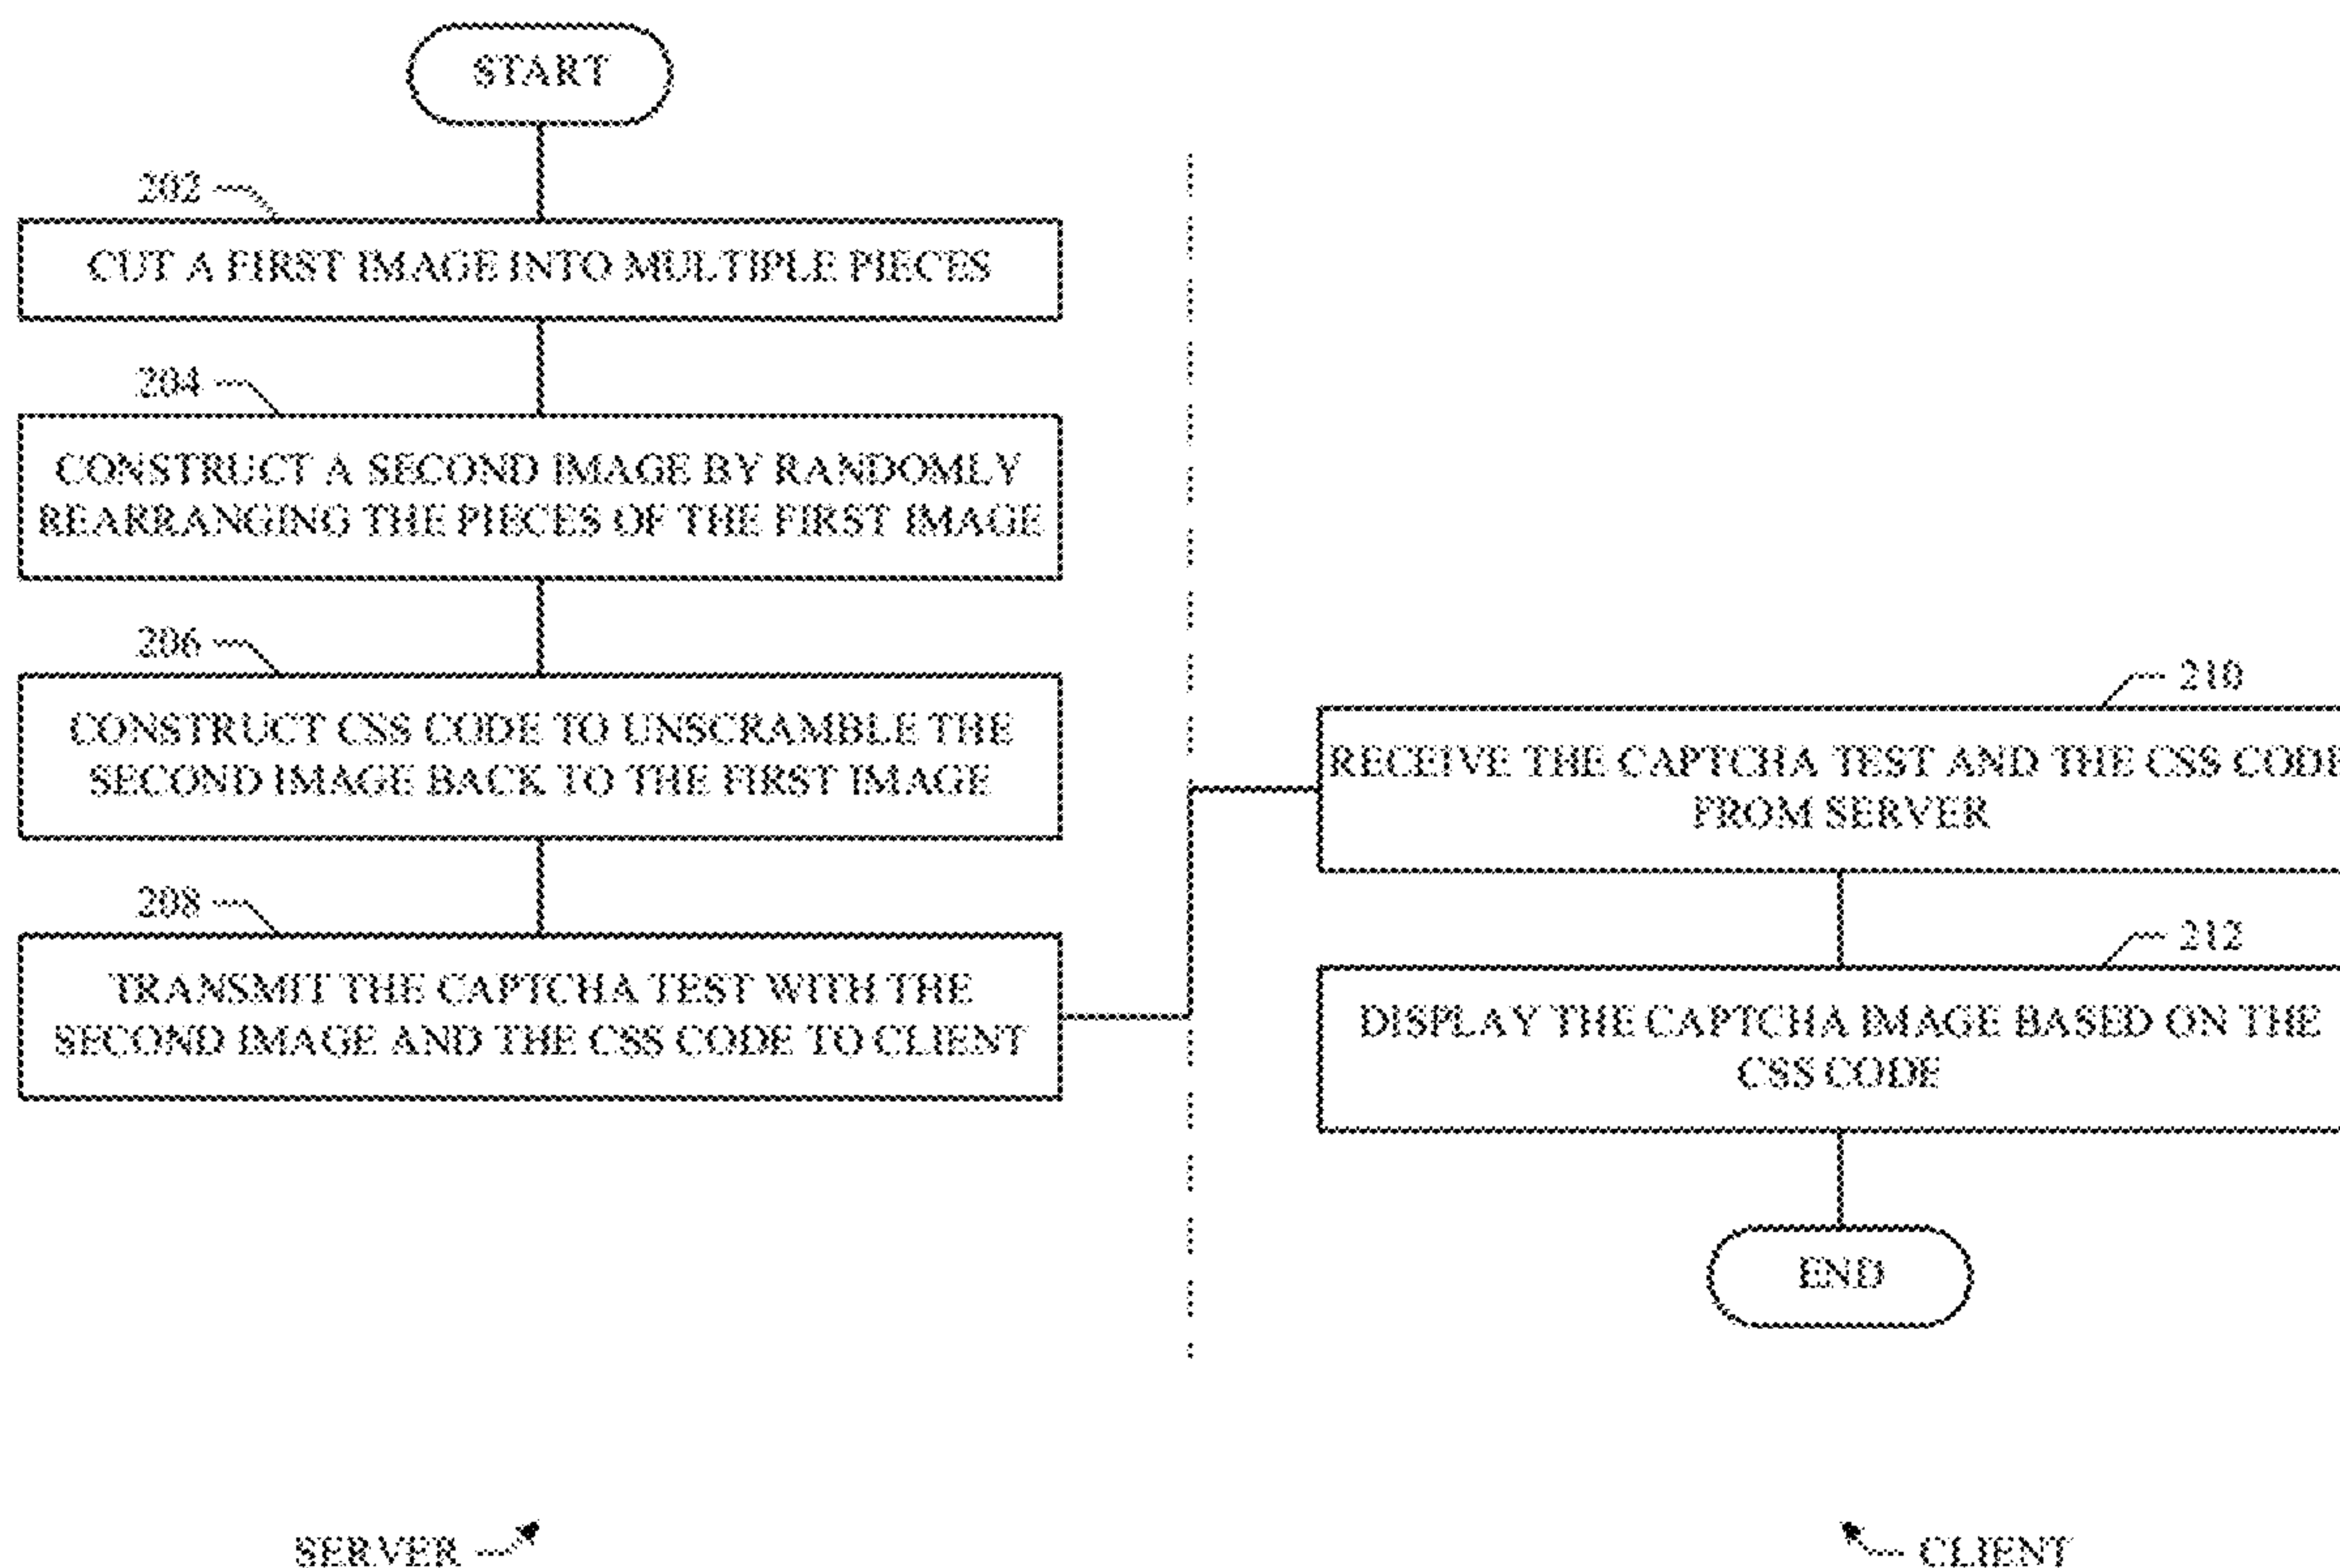 START
202
CUT A FIRST IMAGE INTO MULTIPLE PIECES
204
CONSTRUCT A SECOND IMAGE BY RANDOMLY
REARRANGING THE PIECES OF THE FIRST IMAGE
206
CONSTRUCT CSS CODE TO UNSCRAMBLE THE
SECOND IMAGE BACK TO THE FIRST IMAGE
208
TRANSMIT THE CAPTCHA TEST WITH THE
SECOND IMAGE AND THE CSS CODE TO CLIENT
210
RECEIVE THE CAPTCHA TEST AND THE CSS CODE
FROM SERVER
212
DISPLAY THE CAPTCHA IMAGE BASED ON THE
CSS CODE
END
SERVER
CLIENT